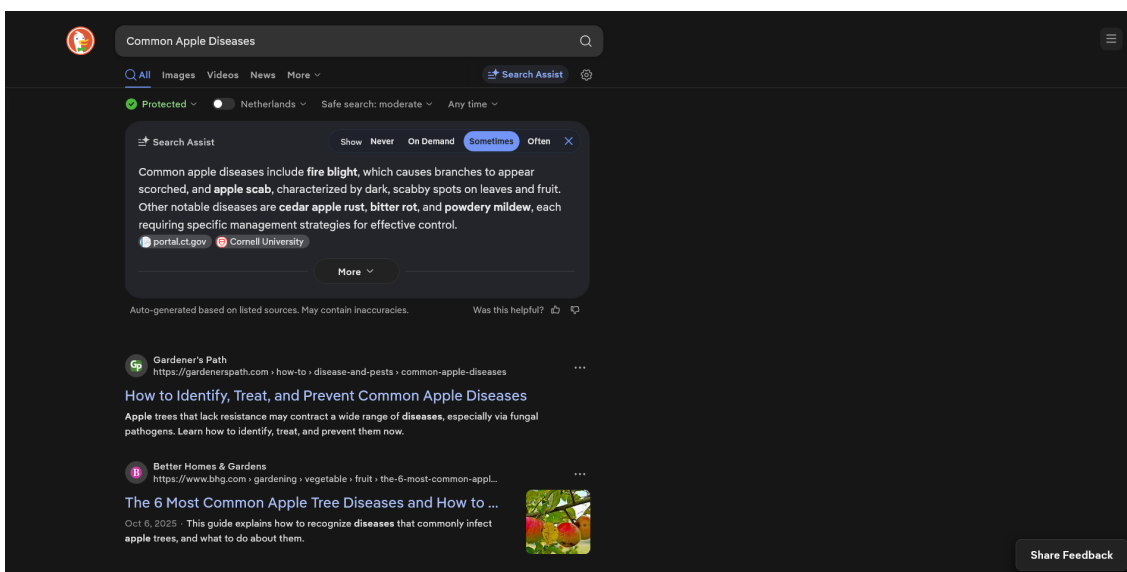 Common Apple Diseases
All Images Videos News More Search Assist
Protected Netherlands Safe search: moderate Any time
Search Assist Show Never On Demand Sometimes Often
Common apple diseases include fire blight, which causes branches to appear
scorched, and apple scab, characterized by dark, scabby spots on leaves and fruit.
Other notable diseases are cedar apple rust, bitter rot, and powdery mildew, each
requiring specific management strategies for effective control.
portal.ct.gov Cornell University
More
Auto-generated based on listed sources. May contain inaccuracies. Was this helpful?
Gp Gardener's Path
https://gardenerspath.com › how-to › disease-and-pests › common-apple-diseases
How to Identify, Treat, and Prevent Common Apple Diseases
Apple trees that lack resistance may contract a wide range of diseases, especially via fungal
pathogens. Learn how to identify, treat, and prevent them now.
B Better Homes & Gardens
https://www.bhg.com › gardening › vegetable › fruit › the-6-most-common-appl...
The 6 Most Common Apple Tree Diseases and How to ...
Oct 6, 2025 · This guide explains how to recognize diseases that commonly infect
apple trees, and what to do about them.
Share Feedback